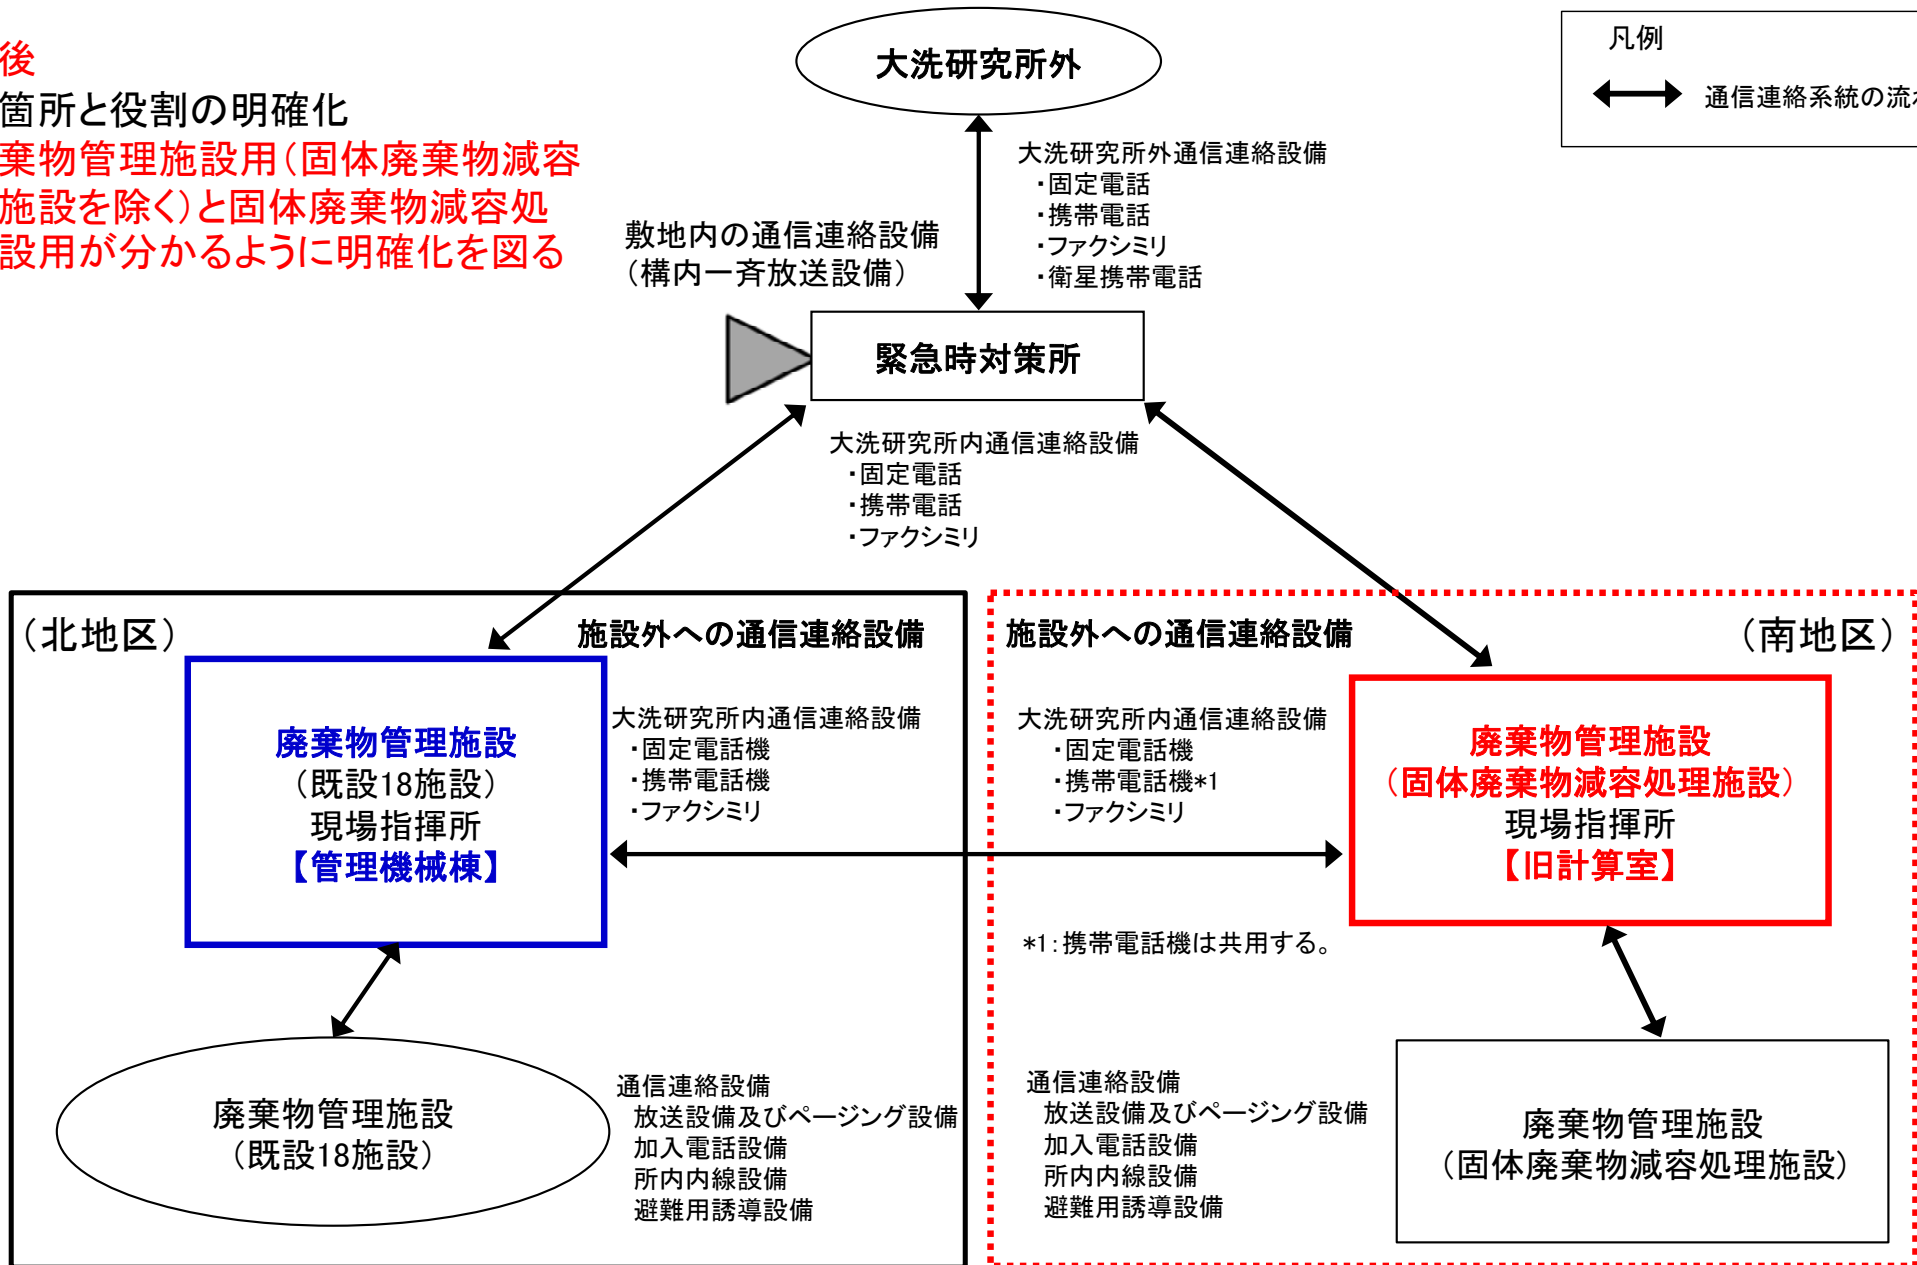 後
箇所と役割の明確化
棄物管理施設用（固体廃棄物減容
施設を除く）と固体廃棄物減容処
設用が分かるように明確化を図る
大洗研究所外
凡例
通信連絡系統の流
大洗研究所外通信連絡設備
・固定電話
・携帯電話
・ファクシミリ
・衛星携帯電話
敷地内の通信連絡設備
（構内一斉放送設備）
緊急時対策所
大洗研究所内通信連絡設備
・固定電話
・携帯電話
・ファクシミリ
（北地区）
施設外への通信連絡設備
廃棄物管理施設
（既設18施設）
現場指揮所
【管理機械棟】
大洗研究所内通信連絡設備
・固定電話機
・携帯電話機
・ファクシミリ
廃棄物管理施設
（既設18施設）
通信連絡設備
放送設備及びページング設備
加入電話設備
所内内線設備
避難用誘導設備
施設外への通信連絡設備
（南地区）
大洗研究所内通信連絡設備
・固定電話機
・携帯電話機*1
・ファクシミリ
廃棄物管理施設
（固体廃棄物減容処理施設）
現場指揮所
【旧計算室】
*1：携帯電話機は共用する。
通信連絡設備
放送設備及びページング設備
加入電話設備
所内内線設備
避難用誘導設備
廃棄物管理施設
（固体廃棄物減容処理施設）